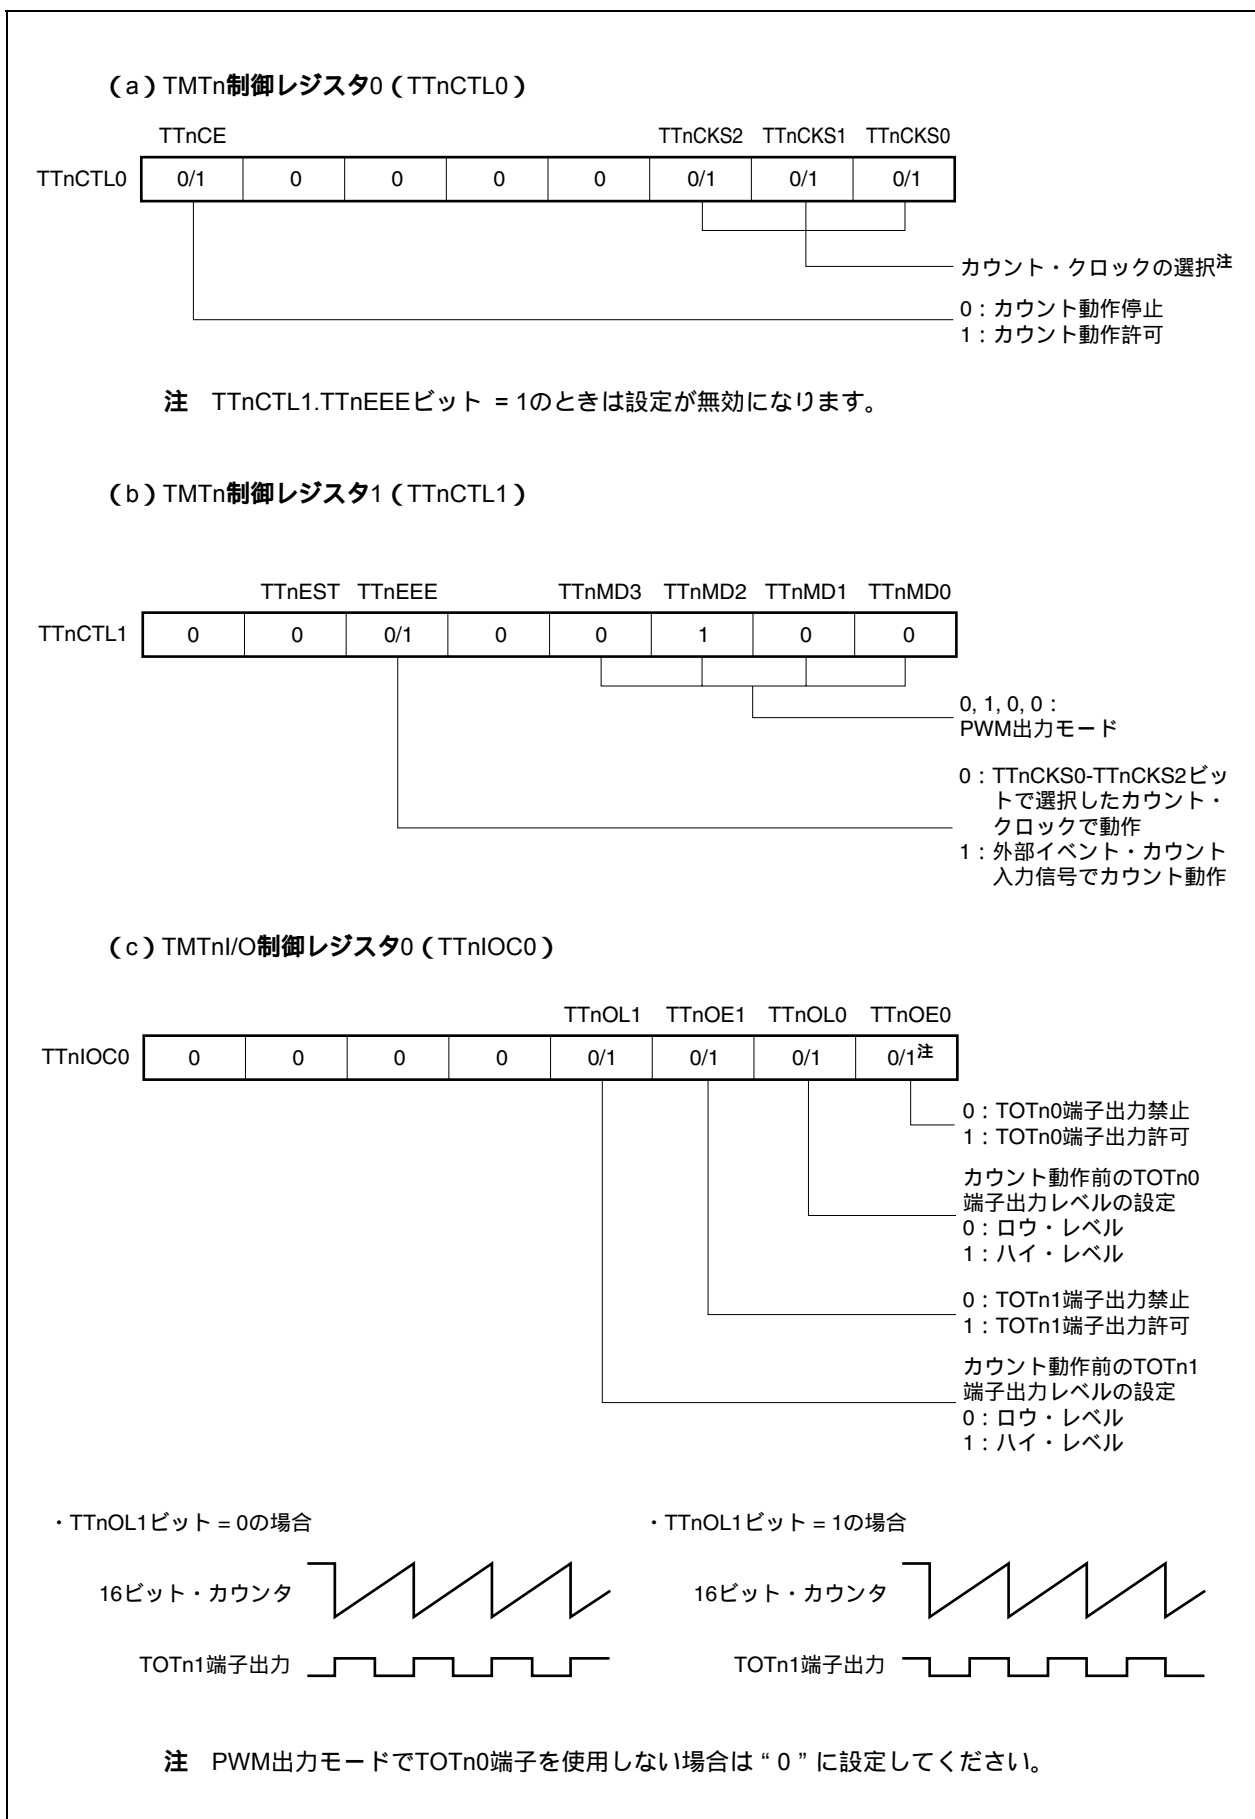 (a)TMTn制御レジスタ0(TTnCTL0)
TTnCE TTnCKS2 TTnCKS1 TTnCKS0
TTnCTL0 0/1 0 0 0 0 0/1 0/1 0/1
カウント・クロックの選択注
0:カウント動作停止
1:カウント動作許可
注 TTnCTL1.TTnEEEビット = 1のときは設定が無効になります。
(b)TMTn制御レジスタ1(TTnCTL1)
TTnEST TTnEEE TTnMD3 TTnMD2 TTnMD1 TTnMD0
TTnCTL1 0 0 0/1 0 0 1 0 0
0, 1, 0, 0:
PWM出力モード
0:TTnCKS0-TTnCKS2ビッ
トで選択したカウント・
クロックで動作
1:外部イベント・カウント
入力信号でカウント動作
(c)TMTnI/O制御レジスタ0(TTnIOC0)
TTnOL1 TTnOE1 TTnOL0 TTnOE0
TTnIOC0 0 0 0 0 0/1 0/1 0/1 0/1注
0:TOTn0端子出力禁止
1:TOTn0端子出力許可
カウント動作前のTOTn0
端子出力レベルの設定
0:ロウ・レベル
1:ハイ・レベル
0:TOTn1端子出力禁止
1:TOTn1端子出力許可
カウント動作前のTOTn1
端子出力レベルの設定
0:ロウ・レベル
1:ハイ・レベル
・TTnOL1ビット = 0の場合
16ビット・カウンタ
TOTn1端子出力
・TTnOL1ビット = 1の場合
16ビット・カウンタ
TOTn1端子出力
注 PWM出力モードでTOTn0端子を使用しない場合は“0”に設定してください。